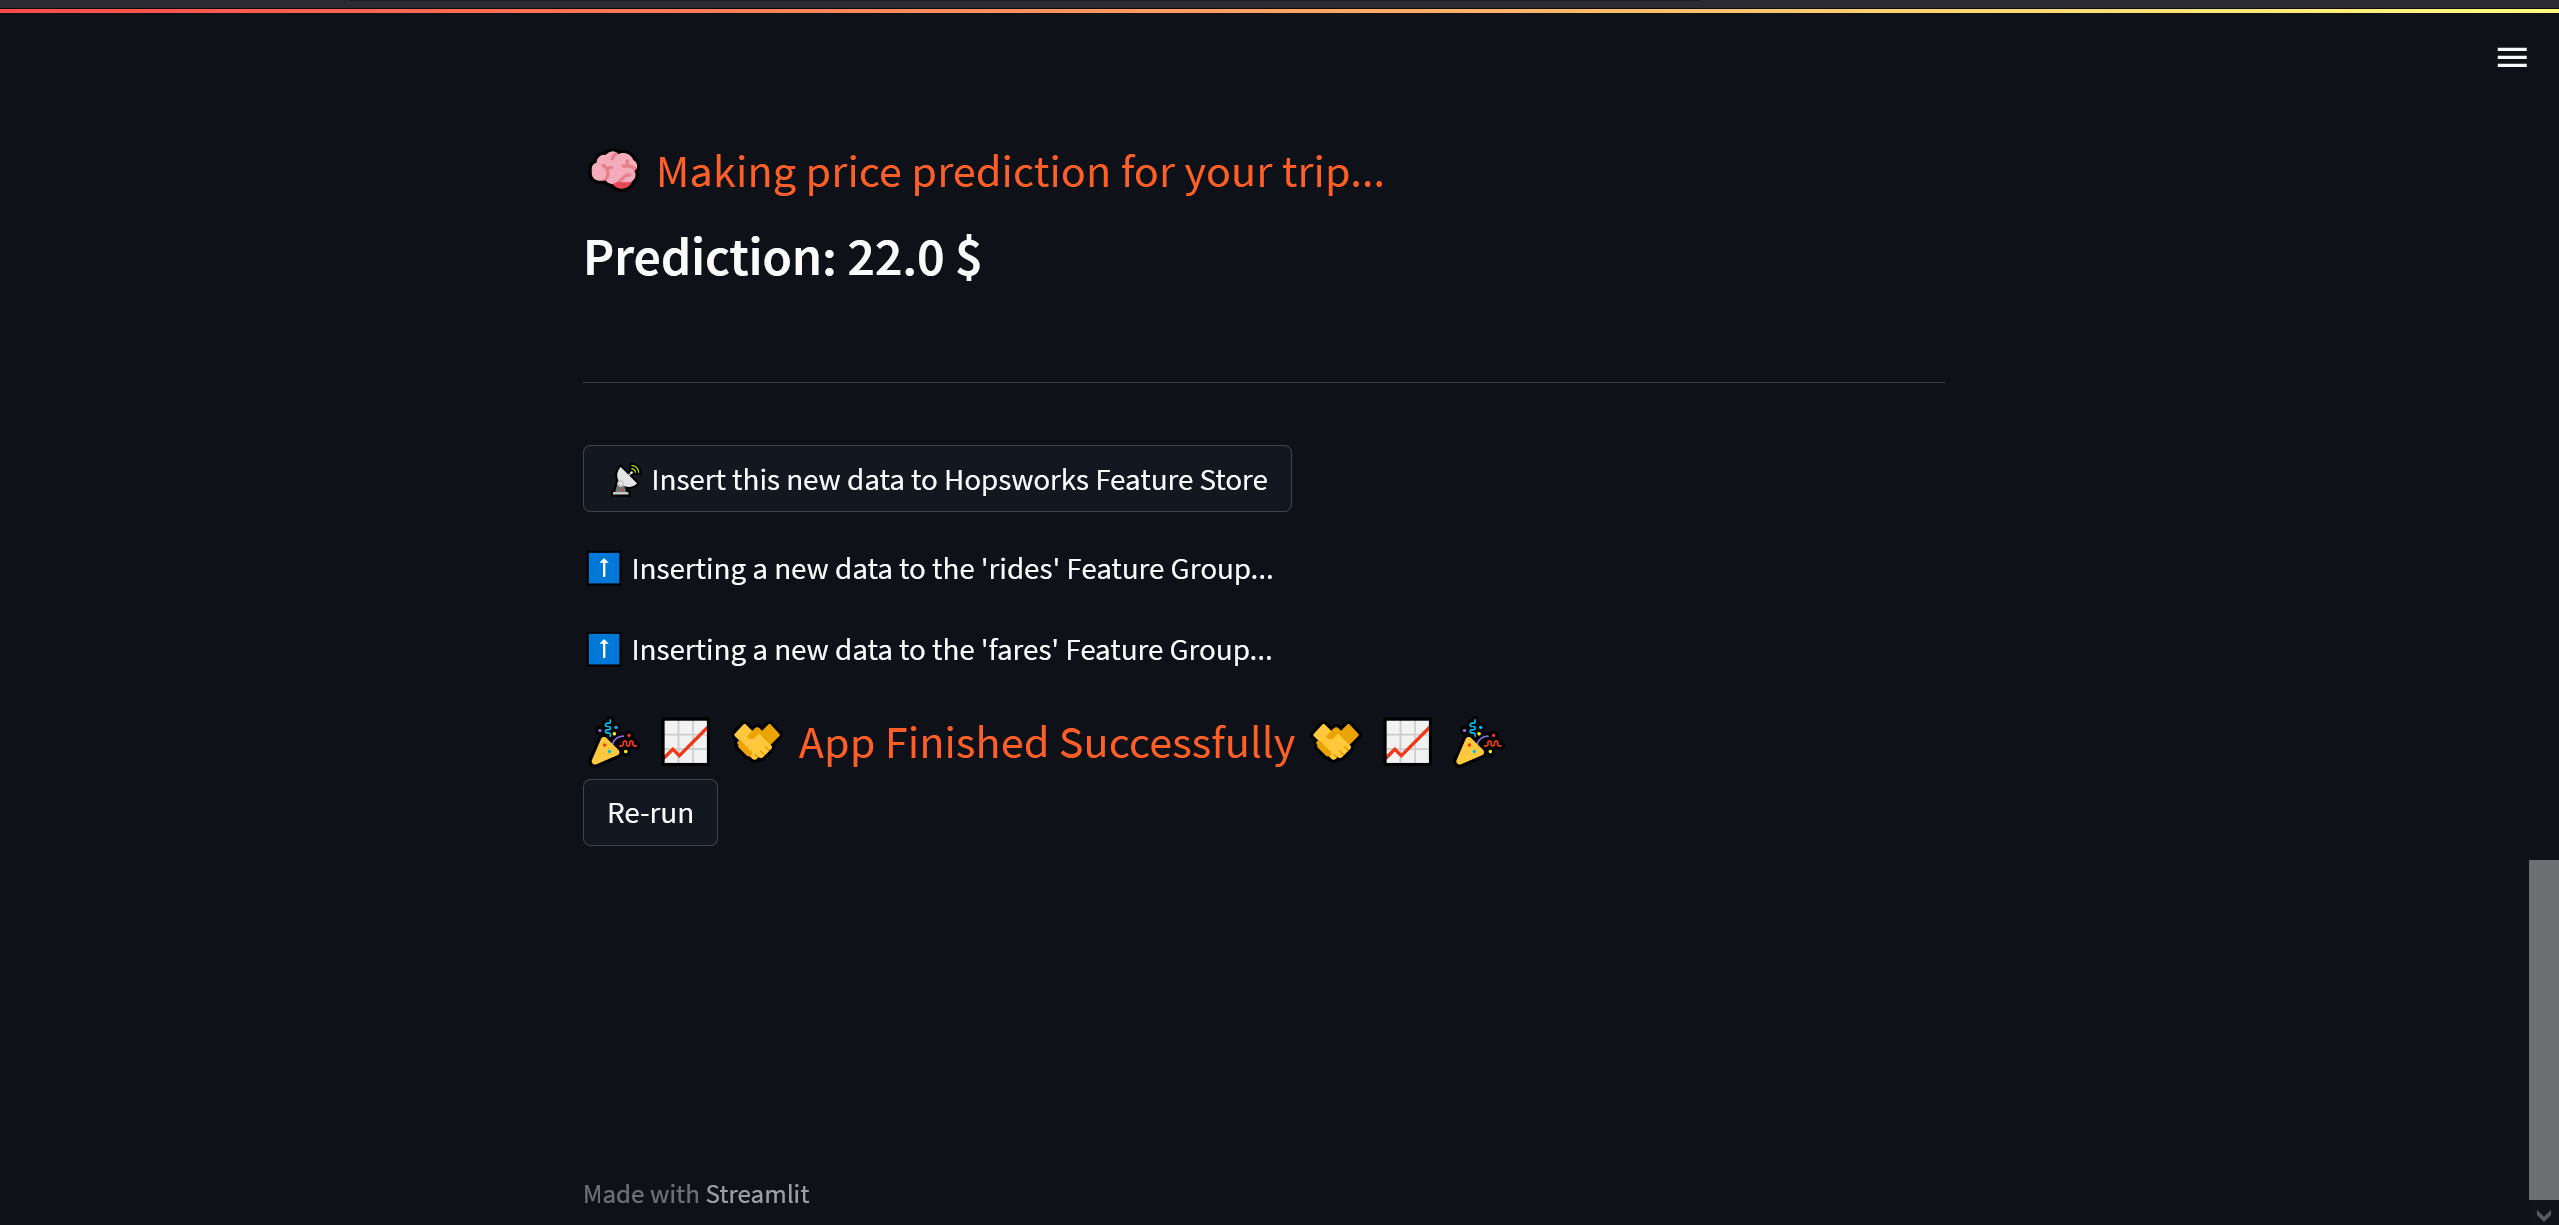 Making price prediction for your trip...
Prediction: 22.0 $
Insert this new data to Hopsworks Feature Store
Inserting a new data to the 'rides' Feature Group...
Inserting a new data to the 'fares' Feature Group...
App Finished Successfully
Re-run
Made with Streamlit